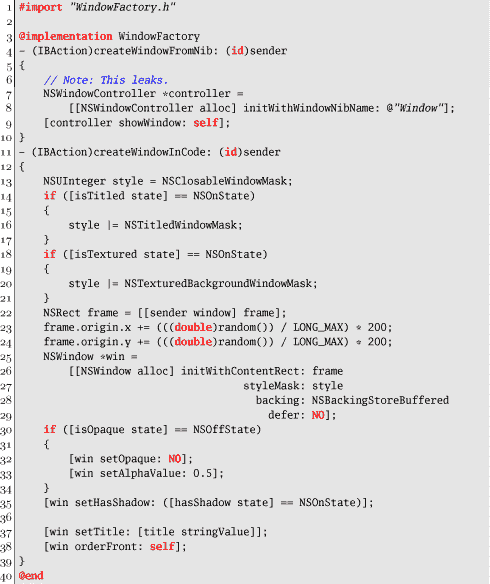 1 #import "WindowFactory.h"
2
3 @implementation WindowFactory
4 - (IBAction)createWindowFromNib: (id)sender
5 {
6     // Note: This leaks.
7     NSWindowController *controller =
8         [[NSWindowController alloc] initWithWindowNibName: @"Window"];
9     [controller showWindow: self];
10 }
11 - (IBAction)createWindowInCode: (id)sender
12 {
13     NSUInteger style = NSClosableWindowMask;
14     if ([isTitled state] == NSOnState)
15     {
16         style |= NSTitledWindowMask;
17     }
18     if ([isTextured state] == NSOnState)
19     {
20         style |= NSTexturedBackgroundWindowMask;
21     }
22     NSRect frame = [[sender window] frame];
23     frame.origin.x += (((double)random()) / LONG_MAX) * 200;
24     frame.origin.y += (((double)random()) / LONG_MAX) * 200;
25     NSWindow *win =
26         [[NSWindow alloc] initWithContentRect: frame
27                                     styleMask: style
28                                       backing: NSBackingStoreBuffered
29                                         defer: NO];
30     if ([isOpaque state] == NSOffState)
31     {
32         [win setOpaque: NO];
33         [win setAlphaValue: 0.5];
34     }
35     [win setHasShadow: ([hasShadow state] == NSOnState)];
36
37     [win setTitle: [title stringValue]];
38     [win orderFront: self];
39 }
40 @end